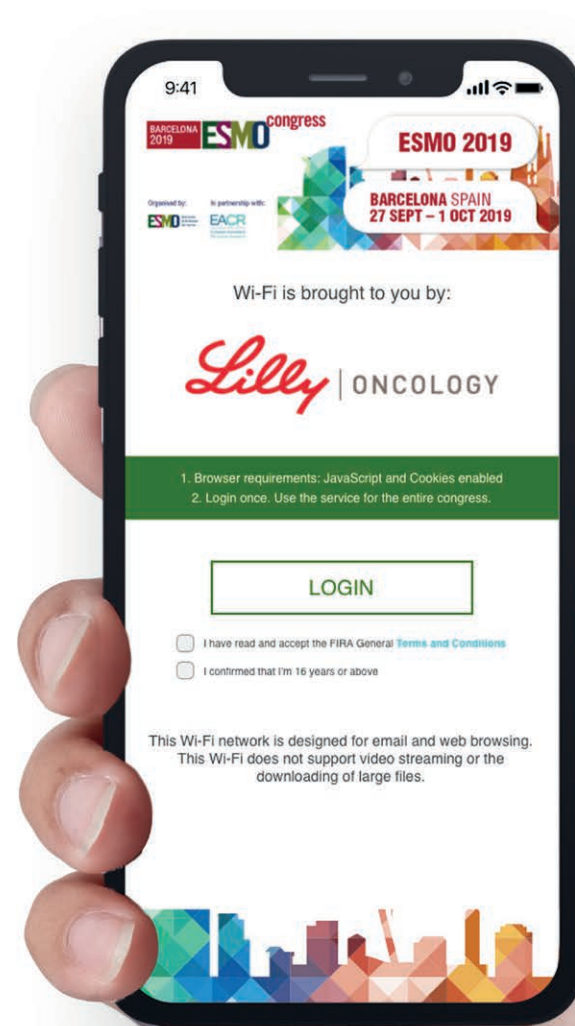 9:41
BARCELONA
2019
ESMO congress
ESMO 2019
BARCELONA SPAIN
27 SEPT – 1 OCT 2019
Organised by:
ESMO
In partnership with:
EACR
Wi-Fi is brought to you by:
Lilly | ONCOLOGY
1. Browser requirements: JavaScript and Cookies enabled
2. Login once. Use the service for the entire congress.
LOGIN
I have read and accept the FIRA General Terms and Conditions
I confirmed that I'm 16 years or above
This Wi-Fi network is designed for email and web browsing.
This Wi-Fi does not support video streaming or the
downloading of large files.